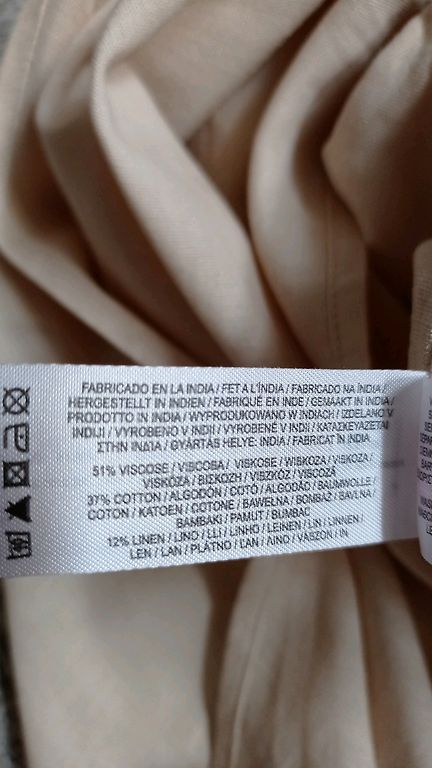 FABRICADO EN LA INDIA / FET A L'ÍNDIA / FABRICADO NA ÍNDIA /
HERGESTELLT IN INDIEN / FABRIQUÉ EN INDE / GEMAAKT IN INDIA /
PRODOTTO IN INDIA / WYPRODUKOWANO W INDIACH / IZDELANO V
INDIJI / VYROBENO V INDII / VYROBENÉ V INDII / ΚΑΤΑΣΚΕΥΑΖΕΤΑΙ
ΣΤΗΝ ΙΝΔΙΑ / GYÁRTÁS HELYE: INDIA / FABRICAT ÎN INDIA
51% VISCOSE / VISCOSA / VISKOSE / WISKOZA / VISKOZA /
VISKÓZA / ΒΙΣΚΟΖΗ / VISZKÓZ / VISCOZĂ
37% COTTON / ALGODÓN / COTÓ / ALGODÃO / BAUMWOLLE /
COTON / KATOEN / COTONE / BAWEŁNA / BOMBAŽ / BAVLNA /
ΒΑΜΒΑΚΙ / PAMUT / BUMBAC
12% LINEN / LINO / LLI / LINHO / LEINEN / LIN / LINNEN /
LEN / LAN / PLÁTNO / ĽAN / ΛΙΝΟ / VÁSZON / IN